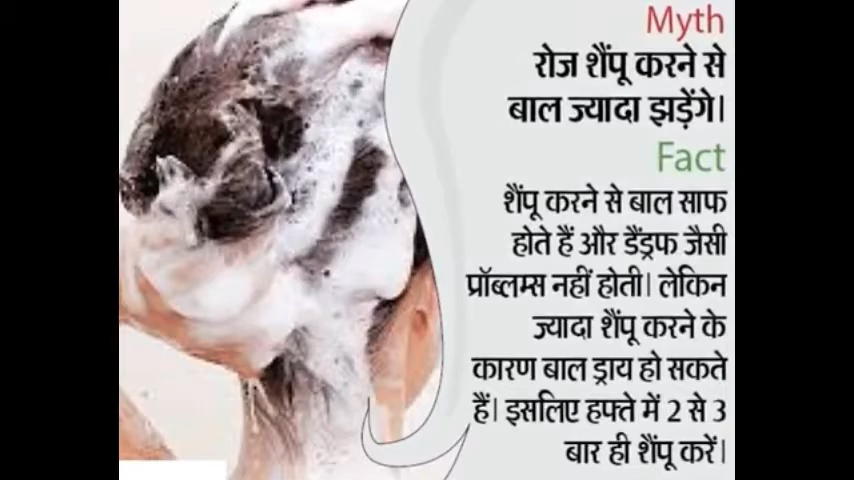 Myth
रोज शैंपू करने से
बाल ज्यादा झड़ेंगे।
Fact
शैंपू करने से बाल साफ
होते हैं और डैंड्रफ जैसी
प्रॉब्लम्स नहीं होती। लेकिन
ज्यादा शैंपू करने के
कारण बाल ड्राय हो सकते
हैं। इसलिए हफ्ते में 2 से 3
बार ही शैंपू करें।